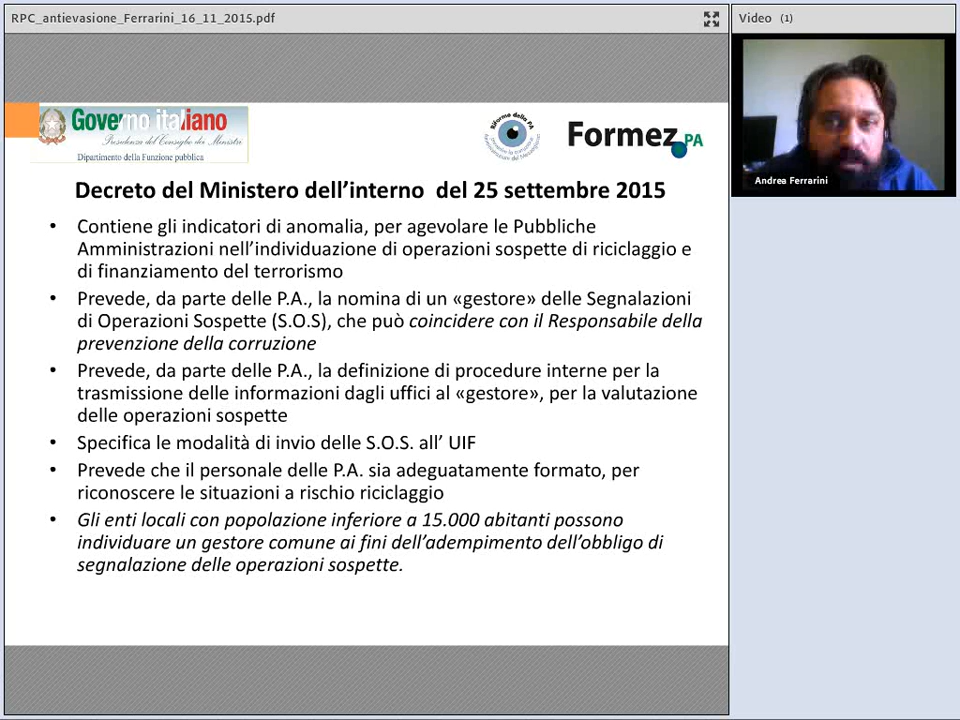 RPC_antievasione_Ferrarini_16_11_2015.pdf
Video (1)
Governo italiano
Presidenza del Consiglio dei Ministri
Dipartimento della Funzione pubblica
Formez PA
Andrea Ferrarini
Decreto del Ministero dell’interno del 25 settembre 2015
• Contiene gli indicatori di anomalia, per agevolare le Pubbliche
Amministrazioni nell’individuazione di operazioni sospette di riciclaggio e
di finanziamento del terrorismo
• Prevede, da parte delle P.A., la nomina di un «gestore» delle Segnalazioni
di Operazioni Sospette (S.O.S), che può coincidere con il Responsabile della
prevenzione della corruzione
• Prevede, da parte delle P.A., la definizione di procedure interne per la
trasmissione delle informazioni dagli uffici al «gestore», per la valutazione
delle operazioni sospette
• Specifica le modalità di invio delle S.O.S. all’ UIF
• Prevede che il personale delle P.A. sia adeguatamente formato, per
riconoscere le situazioni a rischio riciclaggio
• Gli enti locali con popolazione inferiore a 15.000 abitanti possono
individuare un gestore comune ai fini dell’adempimento dell’obbligo di
segnalazione delle operazioni sospette.